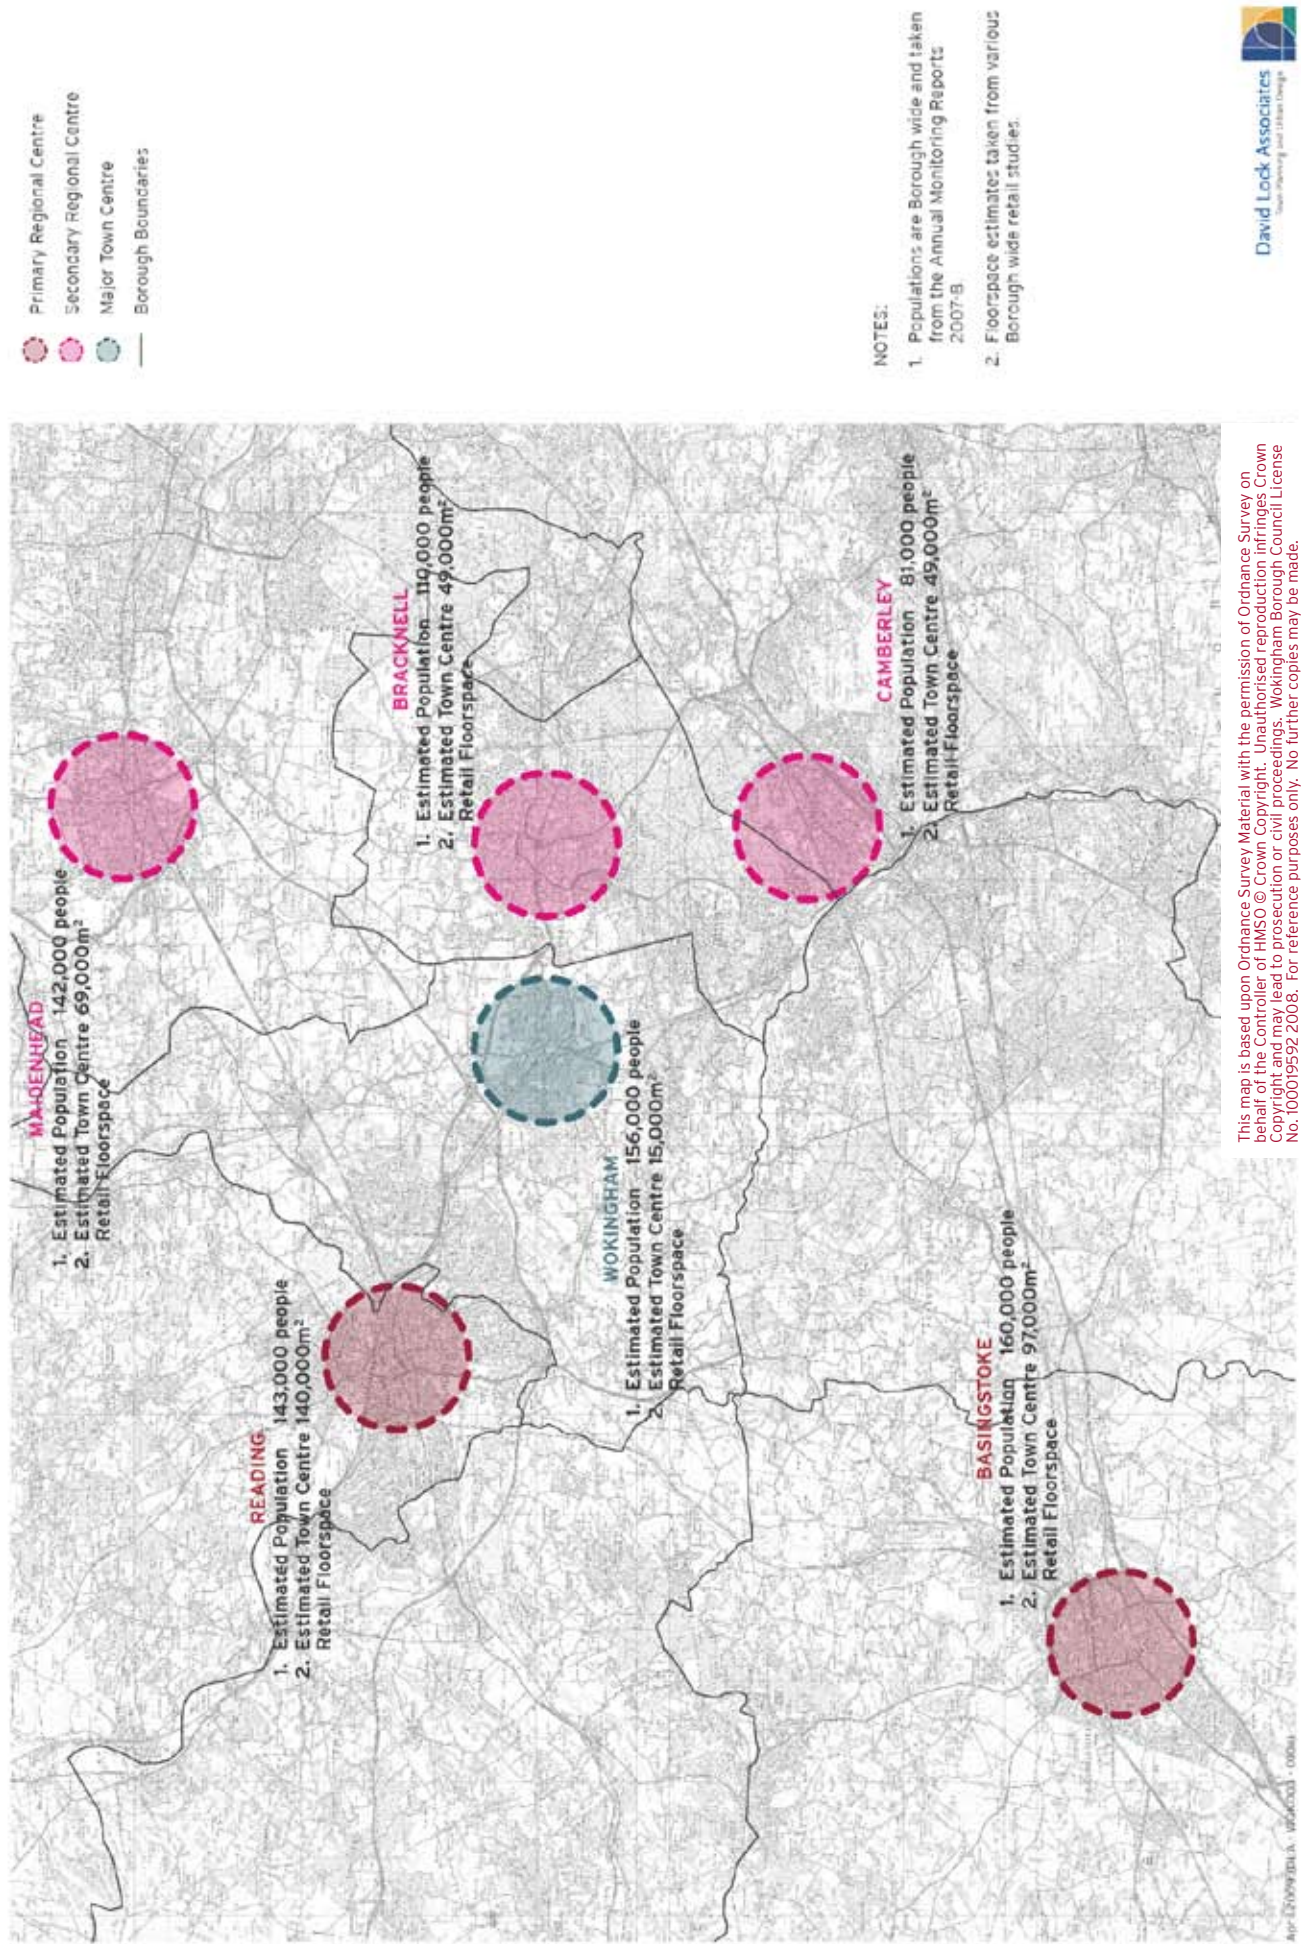 Primary Regional Centre
Secondary Regional Centre
Major Town Centre
Borough Boundaries
MAIDENHEAD
1. Estimated Population 142,000 people
2. Estimated Town Centre 69,000m²
Retail Floorspace
READING
1. Estimated Population 143,000 people
2. Estimated Town Centre 140,000m²
Retail Floorspace
BRACKNELL
1. Estimated Population 110,000 people
2. Estimated Town Centre 49,000m²
Retail Floorspace
WOKINGHAM
1. Estimated Population 156,000 people
2. Estimated Town Centre 15,000m²
Retail Floorspace
CAMBERLEY
1. Estimated Population 81,000 people
2. Estimated Town Centre 49,000m²
Retail Floorspace
BASINGSTOKE
1. Estimated Population 160,000 people
2. Estimated Town Centre 97,000m²
Retail Floorspace
NOTES:
1. Populations are Borough wide and taken
from the Annual Monitoring Reports
2007-8.
2. Floorspace estimates taken from various
Borough wide retail studies.
David Lock Associates
Town Planning and Urban Design
This map is based upon Ordnance Survey Material with the permission of Ordnance Survey on
behalf of the Controller of HMSO © Crown Copyright. Unauthorised reproduction infringes Crown
Copyright and may lead to prosecution or civil proceedings. Wokingham Borough Council License
No. 100019592 2008. For reference purposes only. No further copies may be made.